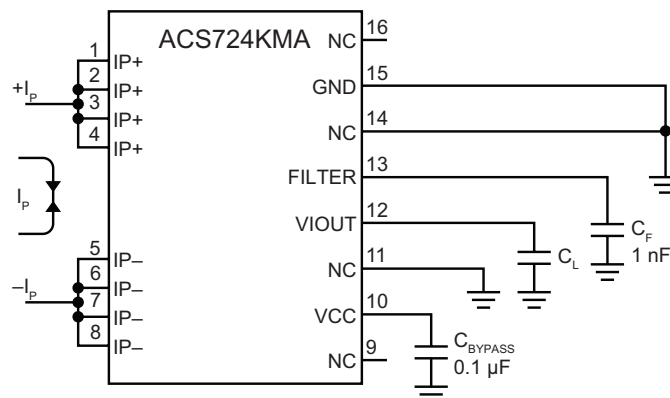 ACS724KMA
1 IP+
2 IP+
3 IP+
4 IP+
+IP
IP
5 IP–
6 IP–
7 IP–
8 IP–
–IP
NC 16
GND 15
NC 14
FILTER 13
VIOUT 12
NC 11
VCC 10
NC 9
CF
1 nF
CL
CBYPASS
0.1 µF